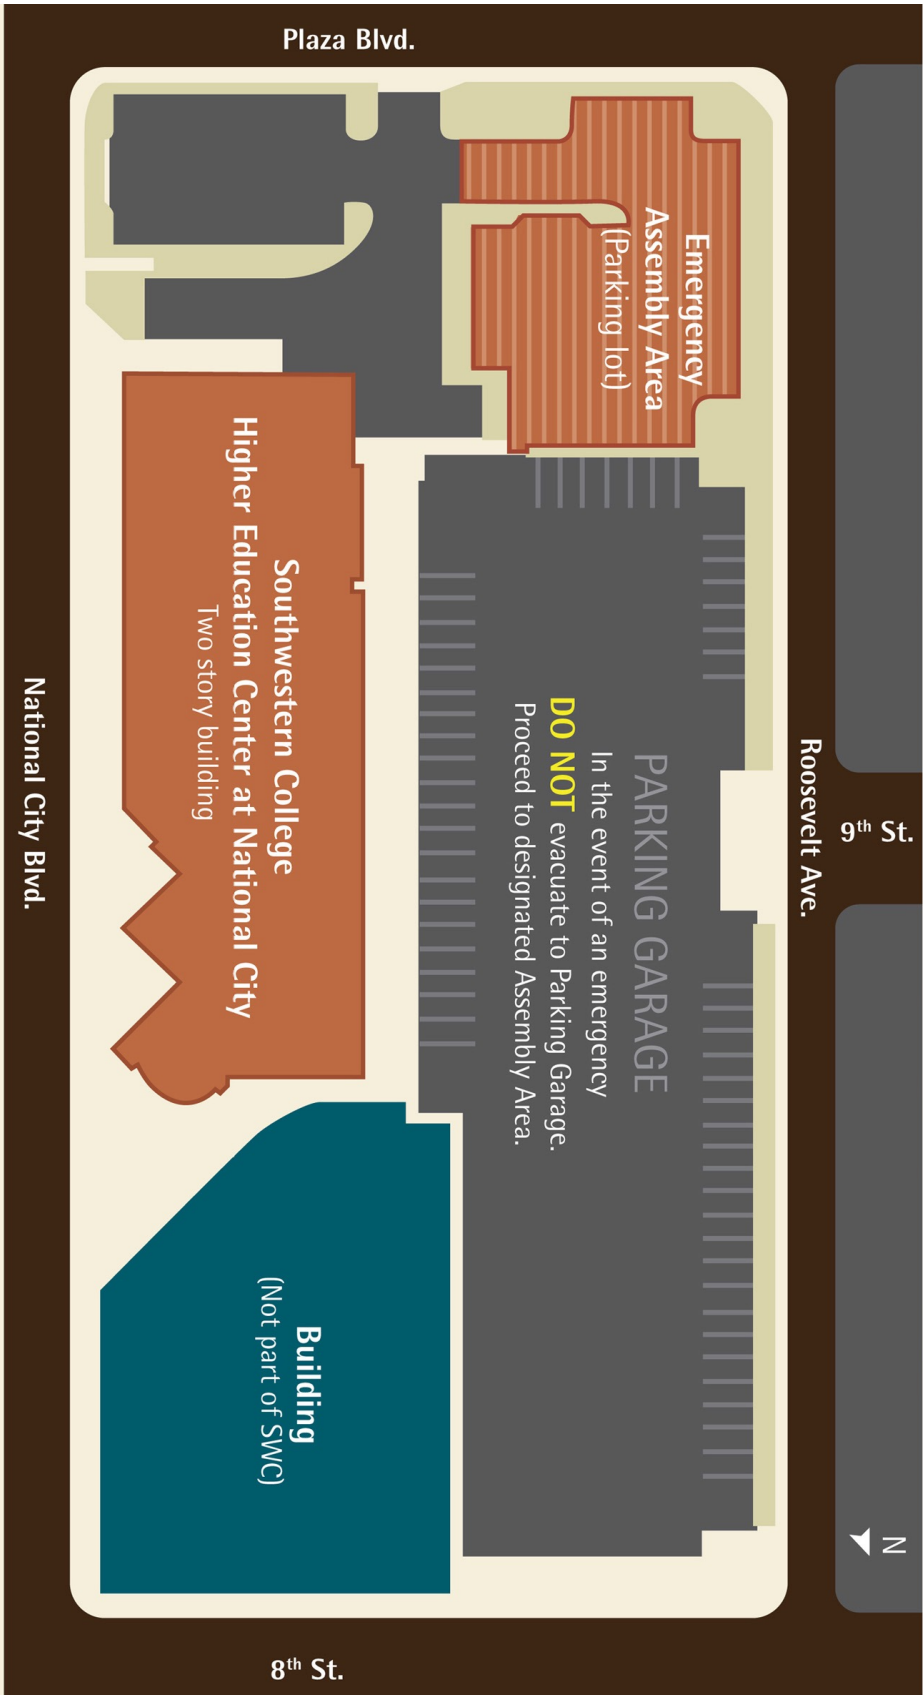 Plaza Blvd.
Emergency
Assembly Area
(Parking lot)
Southwestern College
Higher Education Center at National City
Two story building
National City Blvd.
PARKING GARAGE
In the event of an emergency
DO NOT evacuate to Parking Garage.
Proceed to designated Assembly Area.
Roosevelt Ave.
9th St.
Building
(Not part of SWC)
N
8th St.